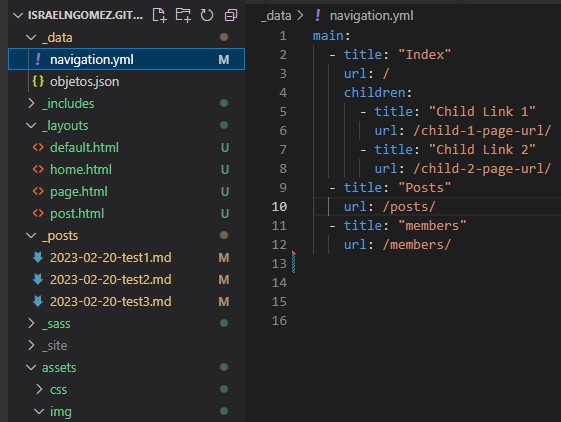 ISRAELNGOMEZ.GIT...
_data
navigation.yml M
objetos.json
_includes
_layouts
default.html U
home.html U
page.html U
post.html U
_posts
2023-02-20-test1.md M
2023-02-20-test2.md M
2023-02-20-test3.md M
_sass
_site
assets
css
img
_data > ! navigation.yml
1 main:
2 - title: "Index"
3 url: /
4 children:
5 - title: "Child Link 1"
6 url: /child-1-page-url/
7 - title: "Child Link 2"
8 url: /child-2-page-url/
9 - title: "Posts"
10 url: /posts/
11 - title: "members"
12 url: /members/
13
14
15
16